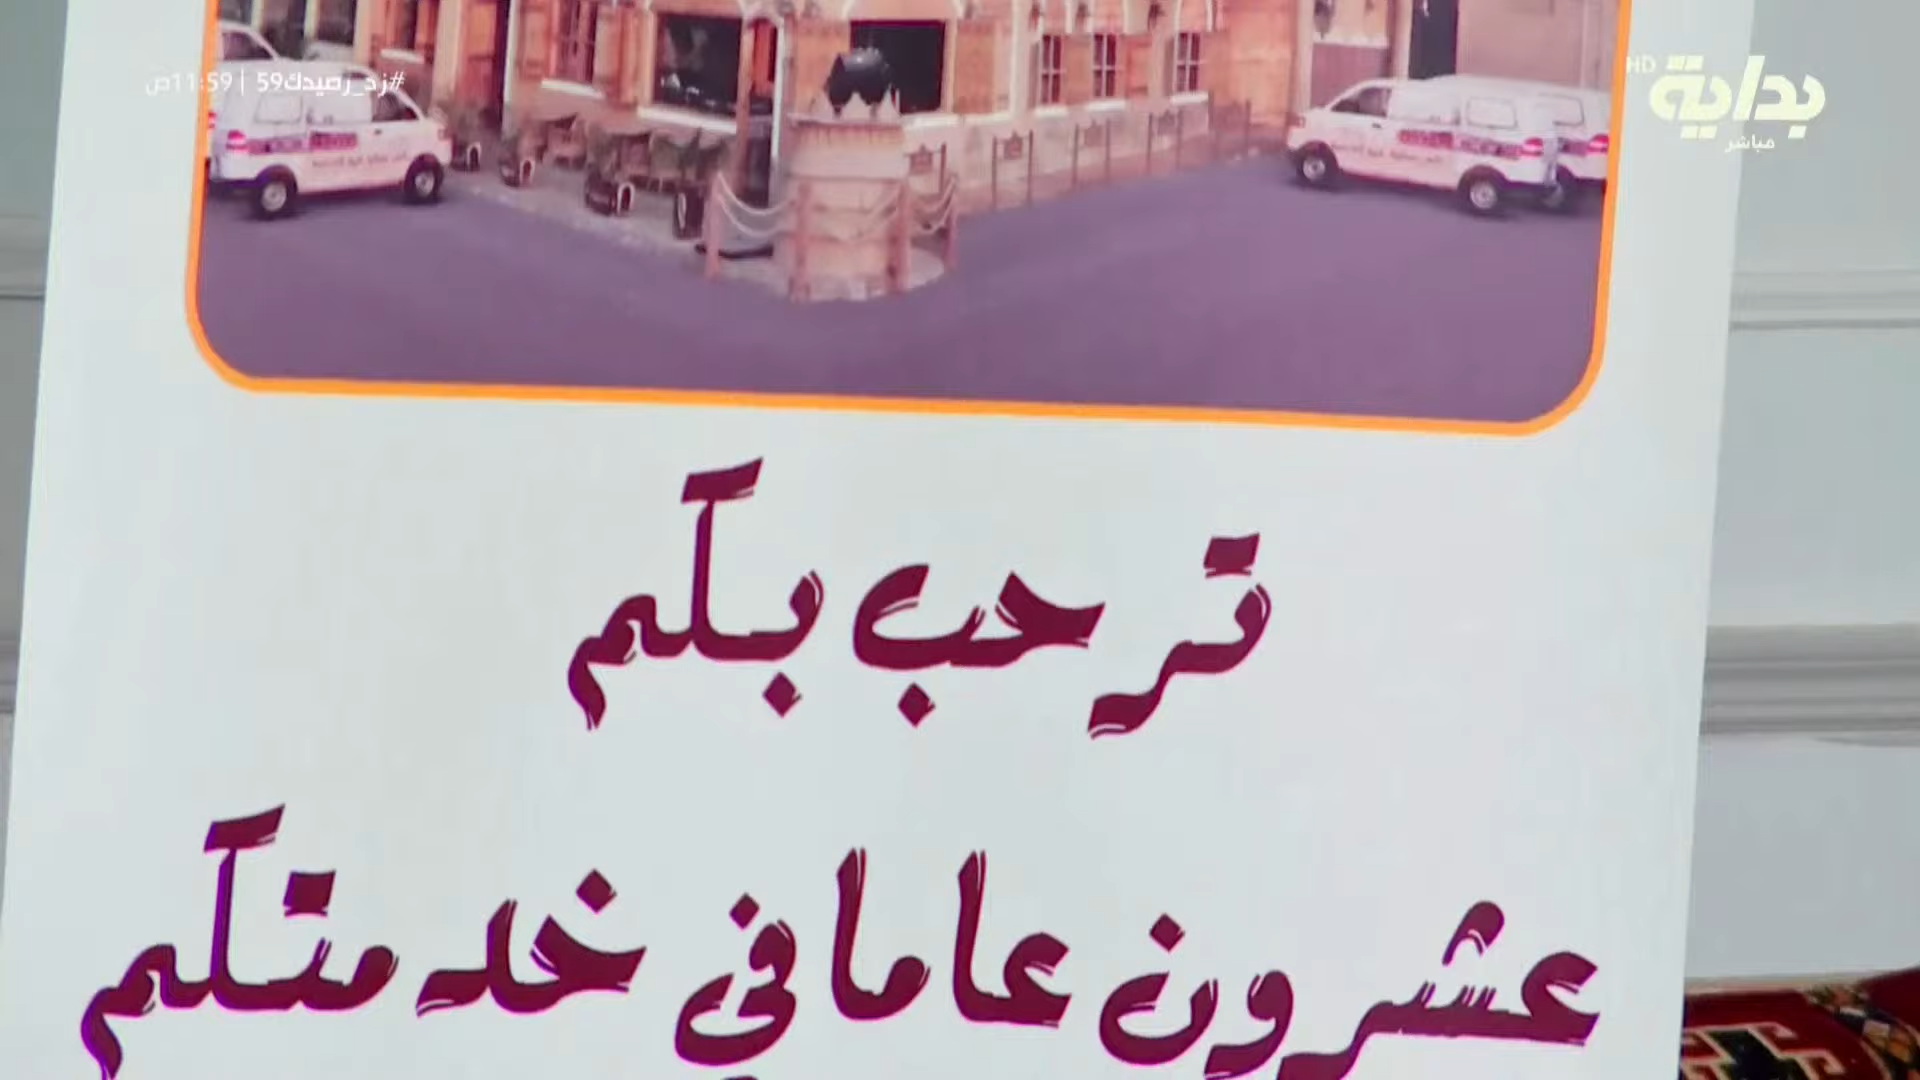 #زد_رصيدك59 | 11:59ص
HD بداية
مباشر
ترحب بكم
عشرون عاما في خدمتكم